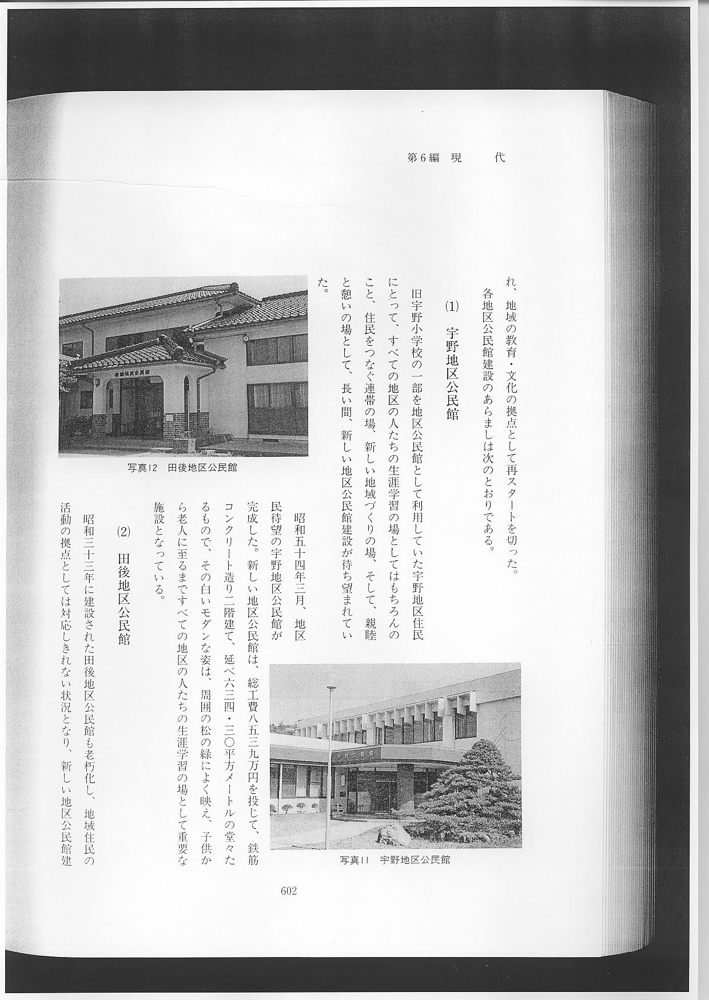 第6編 現 代
れ、地域の教育・文化の拠点として再スタートを切った。
各地区公民館建設のあらましは次のとおりである。
(1) 宇野地区公民館
旧宇野小学校の一部を地区公民館として利用していた宇野地区住民
にとって、すべての地区の人たちの生涯学習の場としてはもちろんの
こと、住民をつなぐ連帯の場、新しい地域づくりの場、そして、親睦
と憩いの場として、長い間、新しい地区公民館建設が待ち望まれてい
た。
昭和五十四年三月、地区
民待望の宇野地区公民館が
完成した。新しい地区公民館は、総工費八五三九万円を投じて、鉄筋
コンクリート造り二階建て、延べ六三四・三〇平方メートルの堂々た
るもので、その白いモダンな姿は、周囲の松の緑によく映え、子供か
ら老人に至るまですべての地区の人たちの生涯学習の場として重要な
施設となっている。
(2) 田後地区公民館
昭和三十三年に建設された田後地区公民館も老朽化し、地域住民の
活動の拠点としては対応しきれない状況となり、新しい地区公民館建
写真12 田後地区公民館
写真11 宇野地区公民館
602